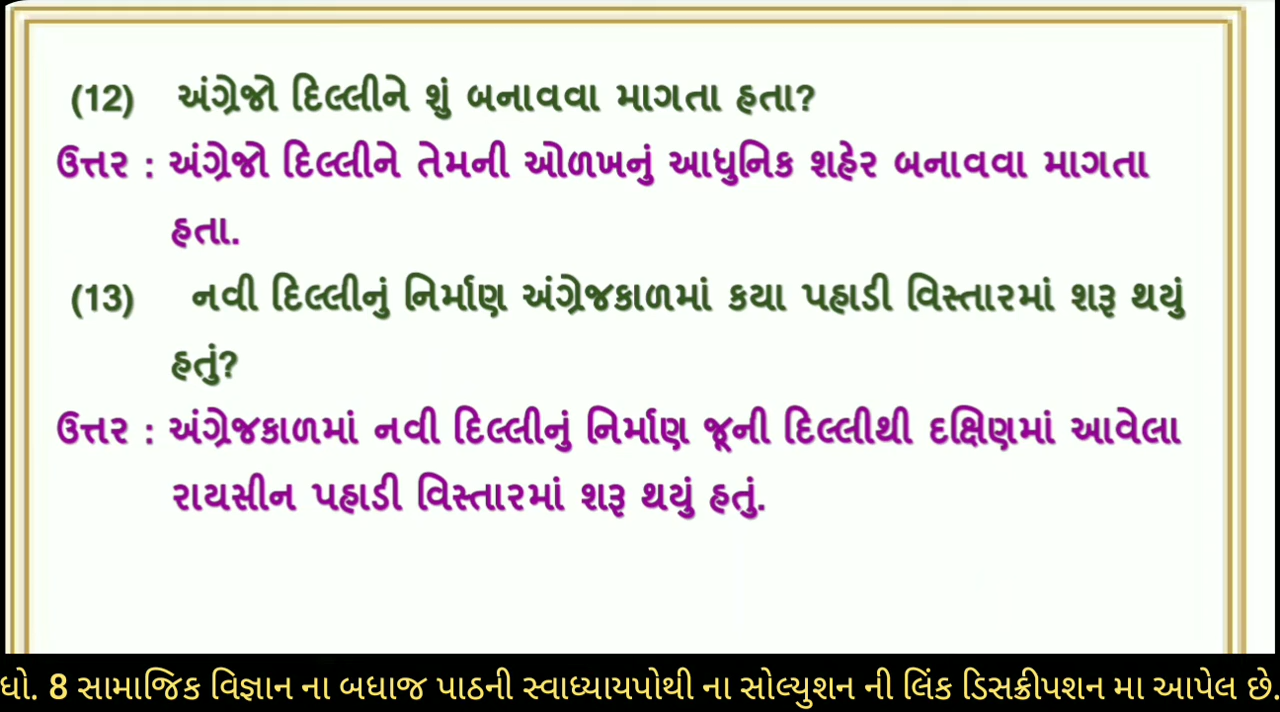 (12) અંગ્રેજો દિલ્લીને શું બનાવવા માગતા હતા?
ઉત્તર : અંગ્રેજો દિલ્લીને તેમની ઓળખનું આધુનિક શહેર બનાવવા માગતા
હતા.
(13) નવી દિલ્લીનું નિર્માણ અંગ્રેજકાળમાં કયા પહાડી વિસ્તારમાં શરૂ થયું
હતું?
ઉત્તર : અંગ્રેજકાળમાં નવી દિલ્લીનું નિર્માણ જૂની દિલ્લીથી દક્ષિણમાં આવેલા
રાયસીન પહાડી વિસ્તારમાં શરૂ થયું હતું.
ધો. 8 સામાજિક વિજ્ઞાન ના બધાજ પાઠની સ્વાધ્યાયપોથી ના સોલ્યુશન ની લિંક ડિસક્રીપશન મા આપેલ છે.